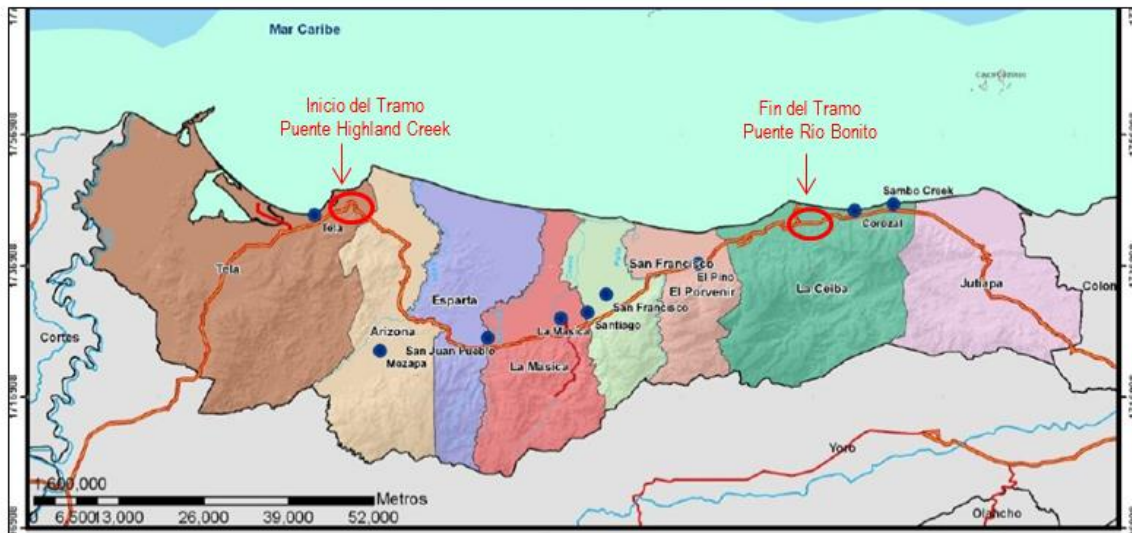 Mar Caribe
Inicio del Tramo
Puente Highland Creek
Fin del Tramo
Puente Rio Bonito
1756908
Sambo Creek
Corozal
Tela
Tela
San Francisco
El Pino
El Porvenir
La Ceiba
Jutiapa
Colon
Esparta
San Francisco
Cortes
Arizona
La Masica
Santiago
Mezapa
San Juan Pueblo
La Masica
1716908
Yoro
1:600,000
Metros
0 6,500 13,000 26,000 39,000 52,000
Olancho